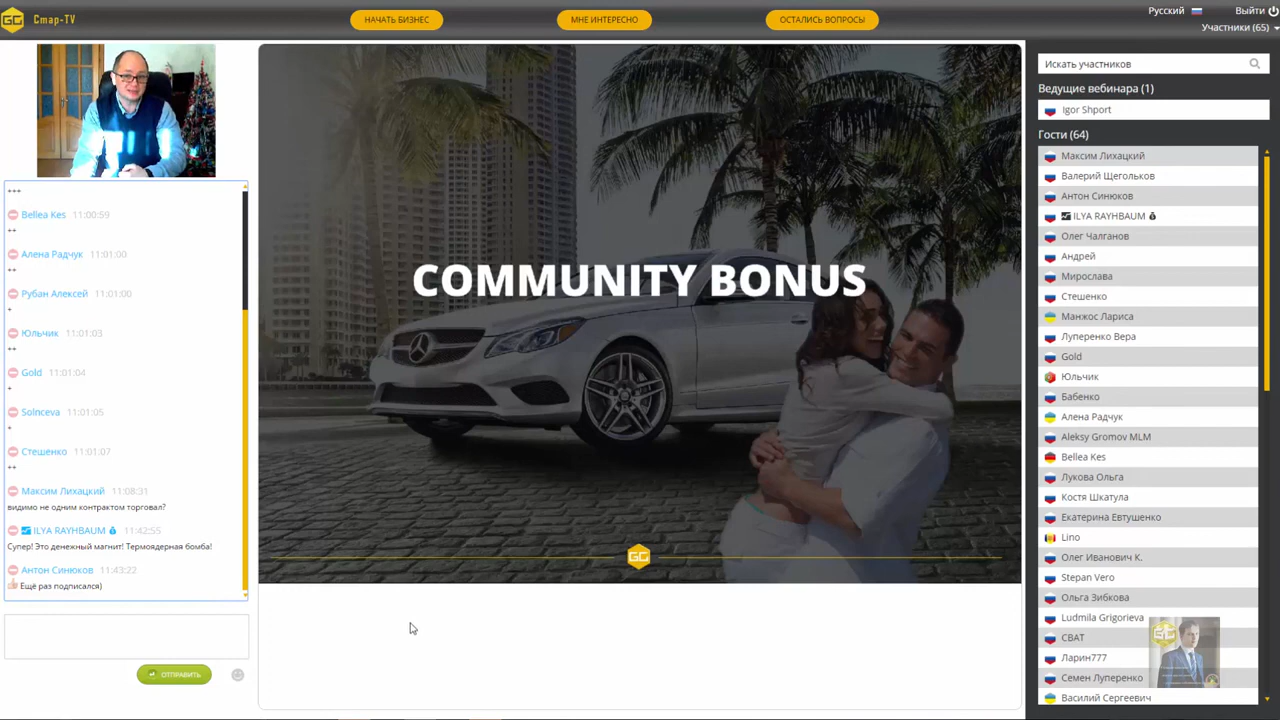 GC
Стар-TV
НАЧАТЬ БИЗНЕС
МНЕ ИНТЕРЕСНО
ОСТАЛИСЬ ВОПРОСЫ
Русский
Выйти
Участники (65)
+++
Bellea Kes 11:00:59
++
Алена Радчук 11:01:00
++
Рубан Алексей 11:01:00
+
Юльчик 11:01:03
++
Gold 11:01:04
+
Solnceva 11:01:05
+
Стешенко 11:01:07
++
Максим Лихацкий 11:08:31
видимо не одним контрактом торговал?
ILYA RAYHBAUM 11:42:55
Супер! Это денежный магнит! Термоядерная бомба!
Антон Синюков 11:43:22
Ещё раз подписался)
ОТПРАВИТЬ
COMMUNITY BONUS
GC
Искать участников
Ведущие вебинара (1)
Igor Shport
Гости (64)
Максим Лихацкий
Валерий Щегольков
Антон Синюков
ILYA RAYHBAUM
Олег Чалганов
Андрей
Мирослава
Стешенко
Манжос Лариса
Луперенко Вера
Gold
Юльчик
Бабенко
Алена Радчук
Aleksy Gromov MLM
Bellea Kes
Лукова Ольга
Костя Шкатула
Екатерина Евтушенко
Lino
Олег Иванович К.
Stepan Vero
Ольга Зибкова
Ludmila Grigorieva
СВАТ
Ларин777
Семен Луперенко
Василий Сергеевич
GC